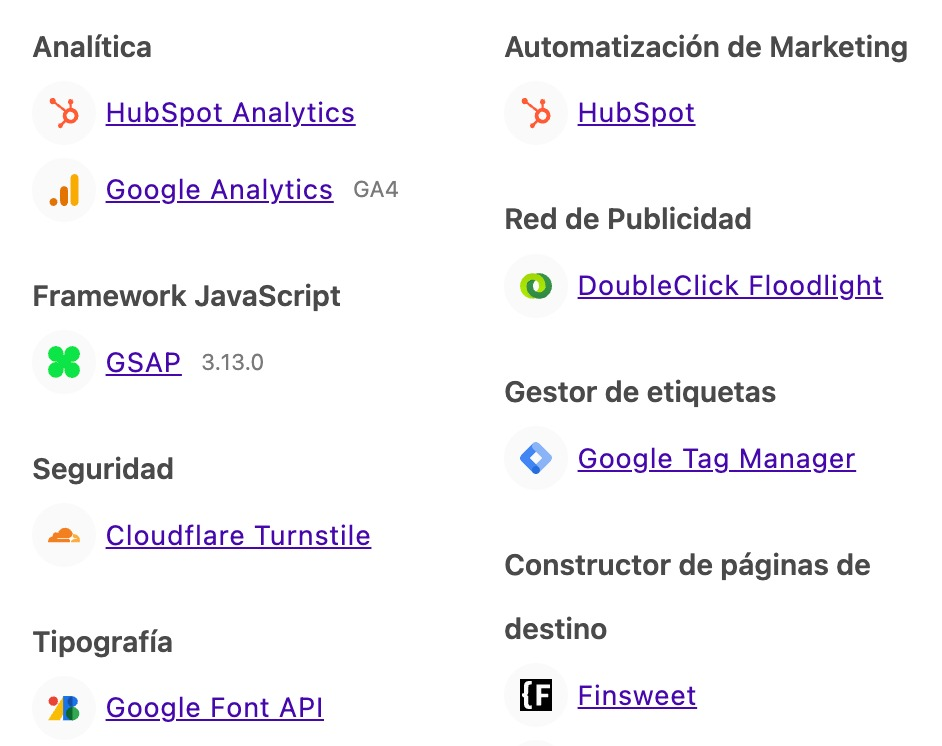 Analítica
HubSpot Analytics
Google Analytics GA4
Framework JavaScript
GSAP 3.13.0
Seguridad
Cloudflare Turnstile
Tipografía
Google Font API
Automatización de Marketing
HubSpot
Red de Publicidad
DoubleClick Floodlight
Gestor de etiquetas
Google Tag Manager
Constructor de páginas de
destino
{F
Finsweet